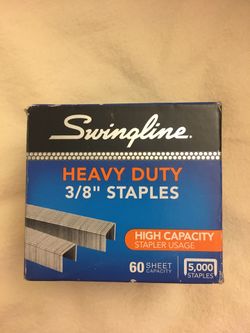 Swingline.
HEAVY DUTY
3/8" STAPLES
HIGH CAPACITY
STAPLER USAGE
60 SHEET CAPACITY
5,000 STAPLES